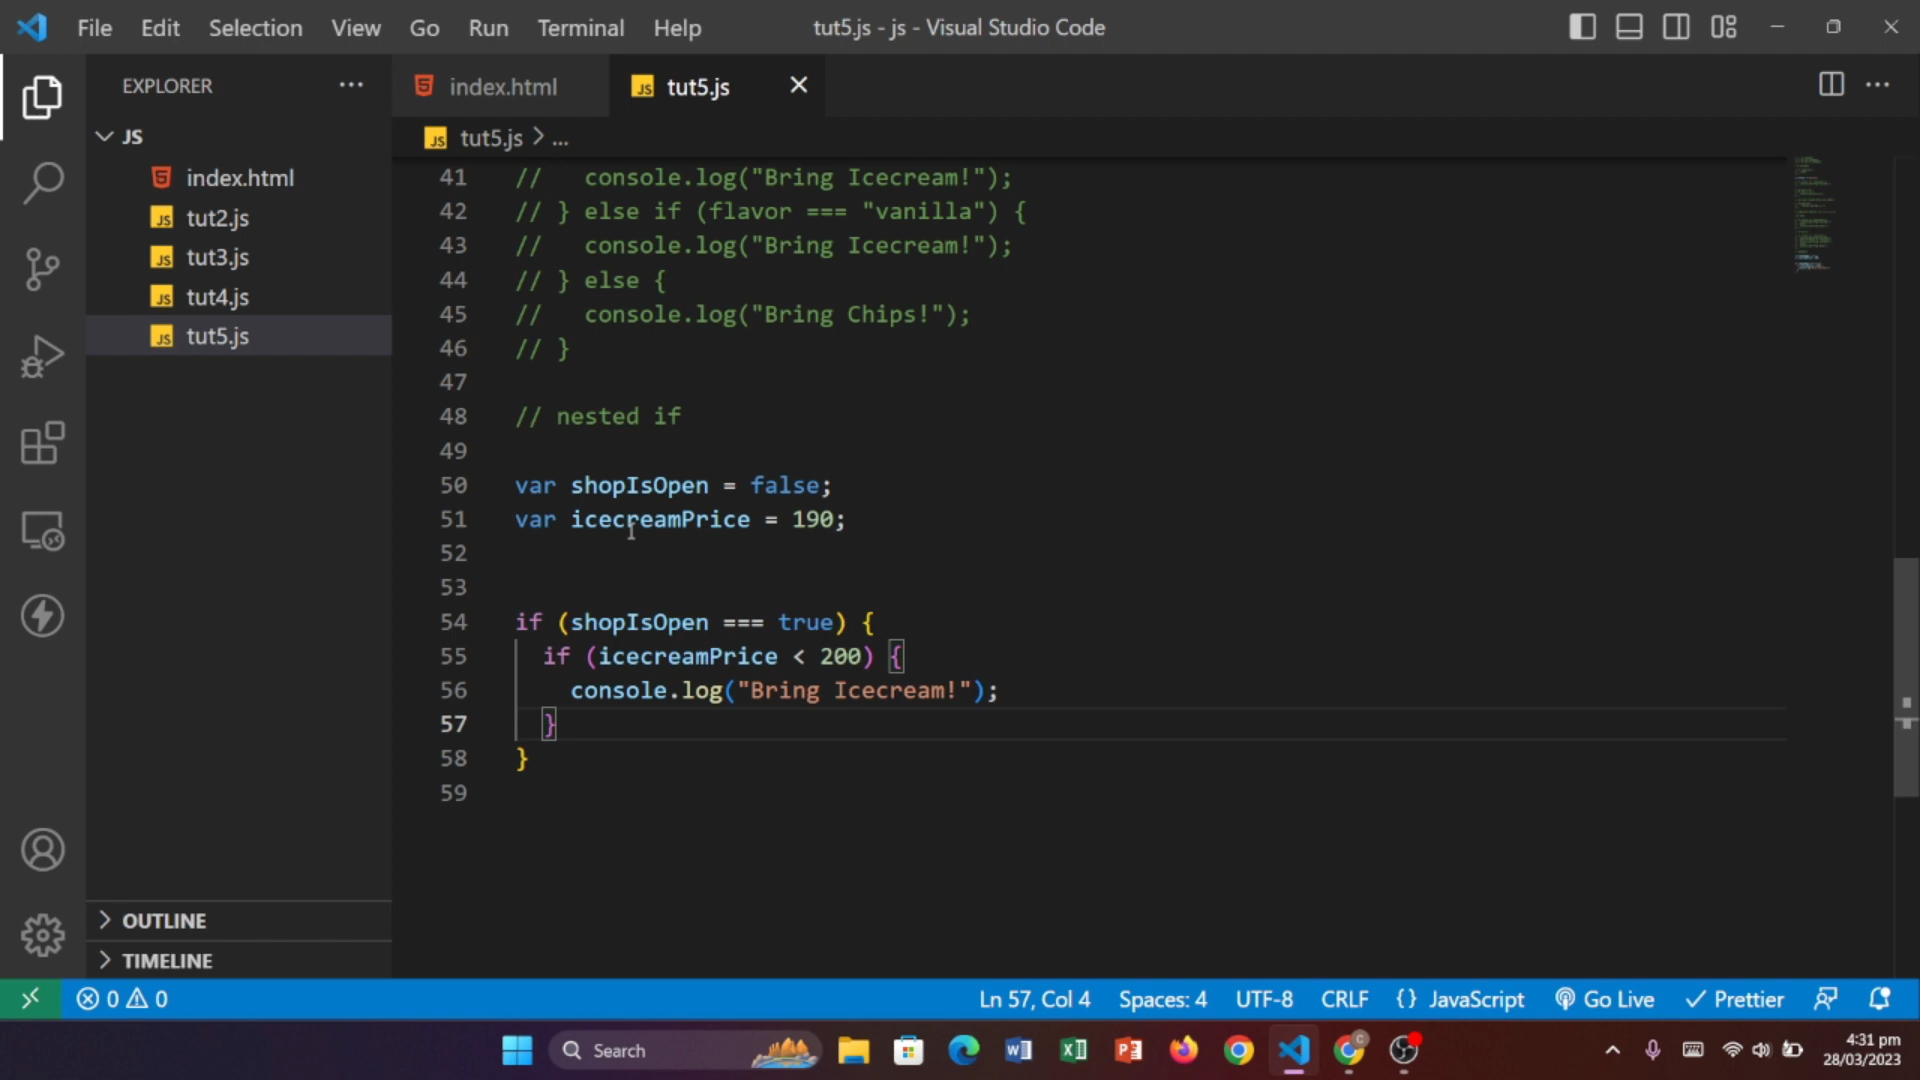 File Edit Selection View Go Run Terminal Help
tut5.js - js - Visual Studio Code
EXPLORER
JS
index.html
tut2.js
tut3.js
tut4.js
tut5.js
OUTLINE
TIMELINE
index.html
tut5.js
tut5.js > ...
41 //   console.log("Bring Icecream!");
42 // } else if (flavor === "vanilla") {
43 //   console.log("Bring Icecream!");
44 // } else {
45 //   console.log("Bring Chips!");
46 // }
47
48 // nested if
49
50 var shopIsOpen = false;
51 var icecreamPrice = 190;
52
53
54 if (shopIsOpen === true) {
55   if (icecreamPrice < 200) {
56     console.log("Bring Icecream!");
57   }
58 }
59
0 0
Ln 57, Col 4 Spaces: 4 UTF-8 CRLF {} JavaScript Go Live Prettier
Search
4:31 pm
28/03/2023